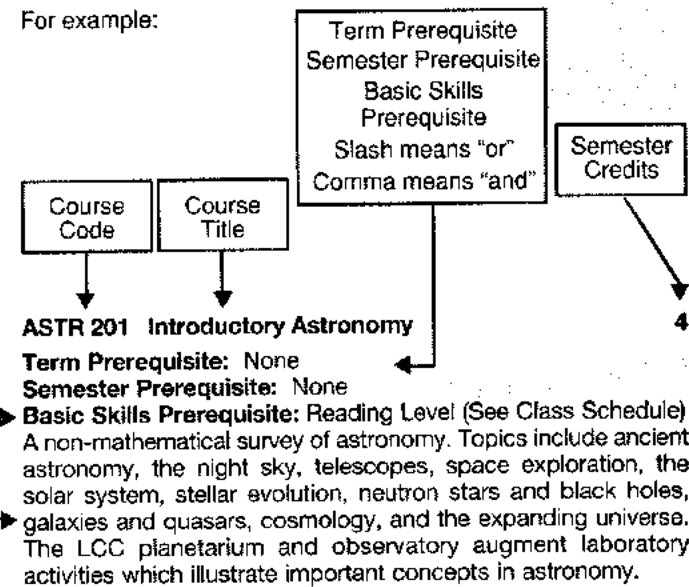 For example:
Term Prerequisite
Semester Prerequisite
Basic Skills
Prerequisite
Slash means "or"
Comma means "and"
Semester
Credits
Course
Code
Course
Title
ASTR 201 Introductory Astronomy 4
Term Prerequisite: None
Semester Prerequisite: None
Basic Skills Prerequisite: Reading Level (See Class Schedule)
A non-mathematical survey of astronomy. Topics include ancient
astronomy, the night sky, telescopes, space exploration, the
solar system, stellar evolution, neutron stars and black holes,
galaxies and quasars, cosmology, and the expanding universe.
The LCC planetarium and observatory augment laboratory
activities which illustrate important concepts in astronomy.